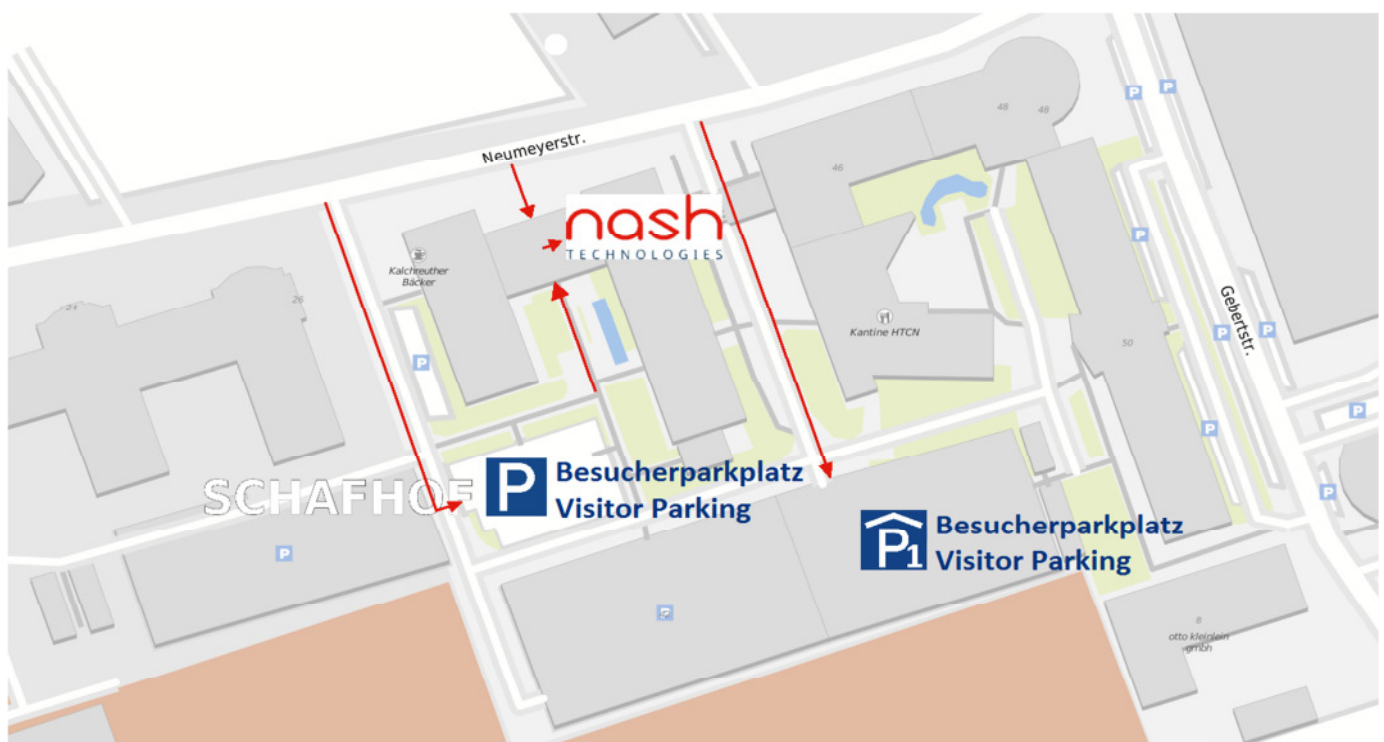 48
48
46
Neumeyerstr.
nash
TECHNOLOGIES
Kalchreuther
Bäcker
26
Gebertstr.
Kantine HTCN
50
P
Besucherparkplatz
Visitor Parking
SCHAFHOF
P1
Besucherparkplatz
Visitor Parking
P
P
P
P
P
P
P
P
P
P
8
otto kleinlein
gmbh